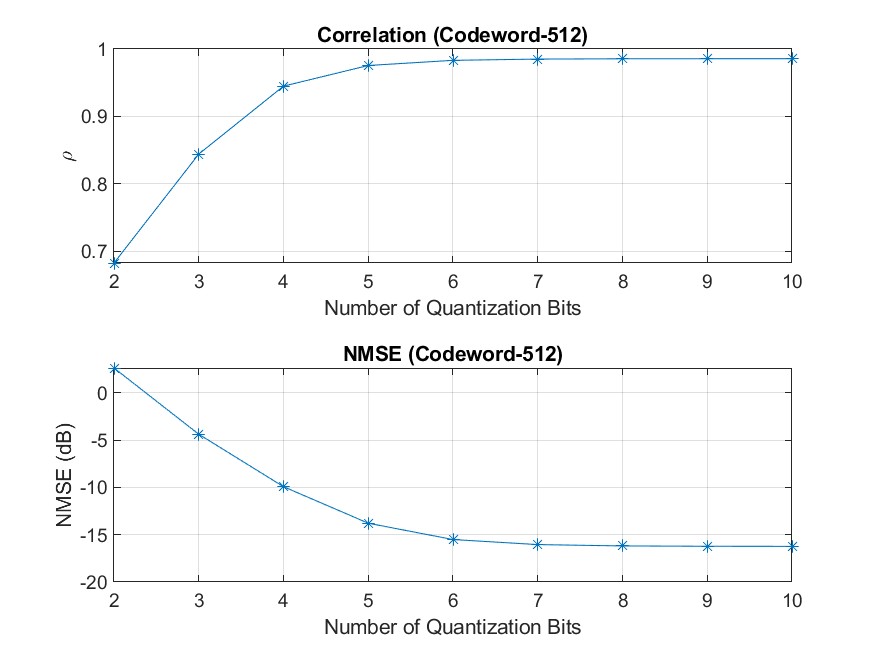 Correlation (Codeword-512)
1
0.9
0.8
0.7
ρ
2 3 4 5 6 7 8 9 10
Number of Quantization Bits
NMSE (Codeword-512)
0
-5
-10
-15
-20
NMSE (dB)
2 3 4 5 6 7 8 9 10
Number of Quantization Bits